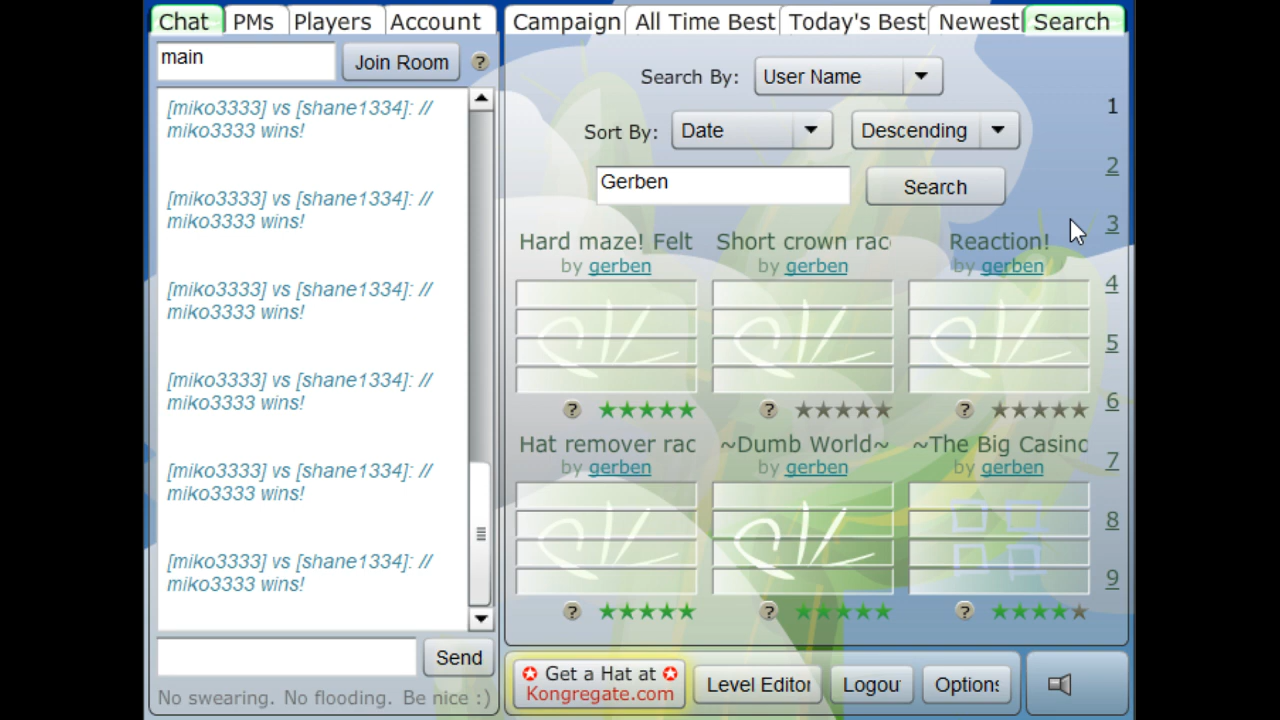 Chat PMs Players Account
main Join Room ?
[miko3333] vs [shane1334]: //
miko3333 wins!
[miko3333] vs [shane1334]: //
miko3333 wins!
[miko3333] vs [shane1334]: //
miko3333 wins!
[miko3333] vs [shane1334]: //
miko3333 wins!
[miko3333] vs [shane1334]: //
miko3333 wins!
[miko3333] vs [shane1334]: //
miko3333 wins!
Send
No swearing. No flooding. Be nice :)
Campaign All Time Best Today's Best Newest Search
Search By: User Name
Sort By: Date Descending
Gerben Search
Hard maze! Felt Short crown rac Reaction!
by gerben by gerben by gerben
? ? ?
Hat remover rac ~Dumb World~ ~The Big Casino
by gerben by gerben by gerben
? ? ?
1
2
3
4
5
6
7
8
9
Get a Hat at
Kongregate.com
Level Editor Logou Options